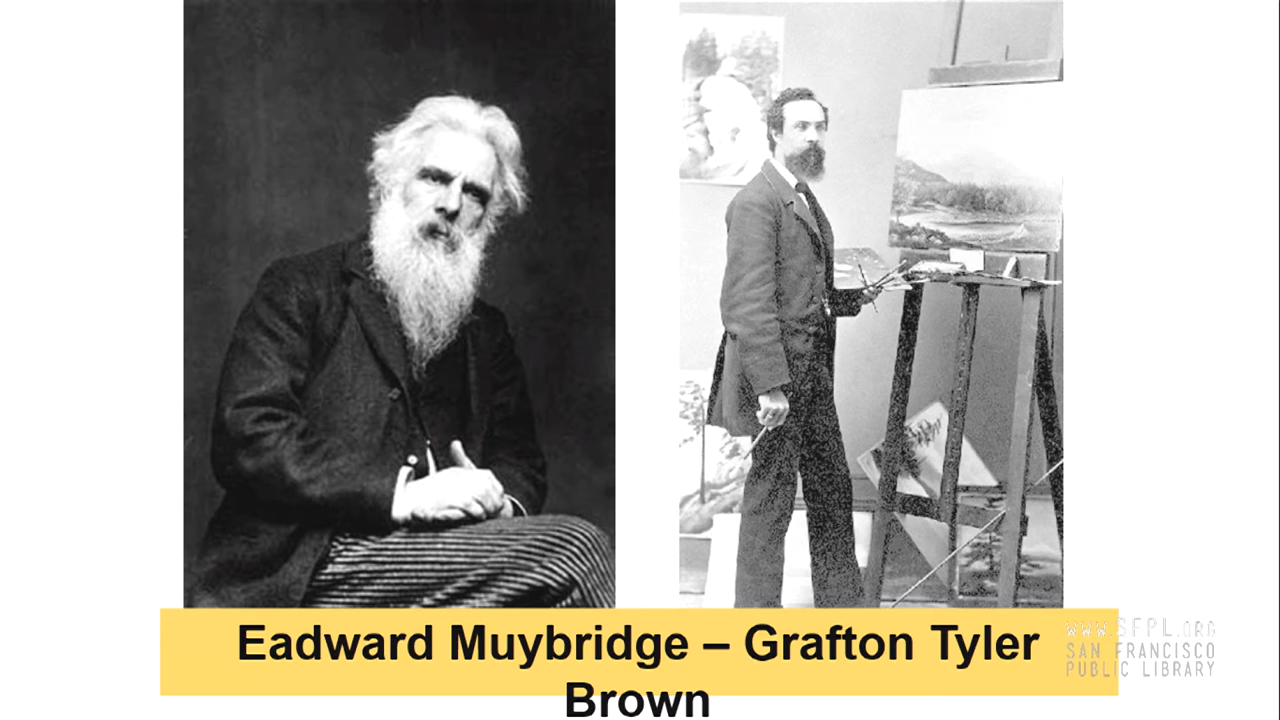 Eadward Muybridge – Grafton Tyler
Brown
WWW.SFPL.ORG
SAN FRANCISCO
PUBLIC LIBRARY